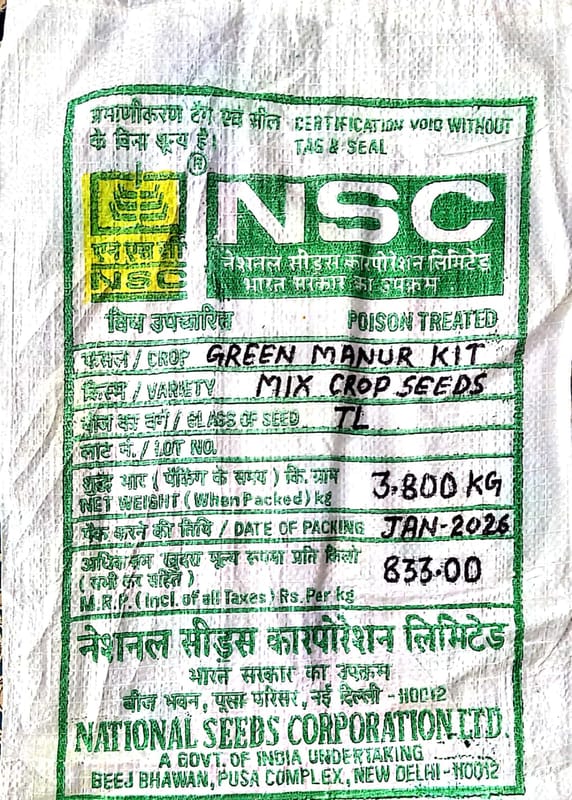 प्रमाणीकरण टैग एवं सील CERTIFICATION VOID WITHOUT
के बिना शून्य है। TAG & SEAL
®
एन एस सी
NSC
NSC
नेशनल सीड्स कारपोरेशन लिमिटेड
भारत सरकार का उपक्रम
विष उपचारित POISON TREATED
फसल / CROP GREEN MANUR KIT
किस्म / VARIETY MIX CROP SEEDS
बीज का वर्ग / CLASS OF SEED TL
लाट नं. / LOT NO.
शुद्ध भार ( पैकिंग के समय ) कि. ग्राम
NET WEIGHT (When Packed) kg 3.800 KG
पैक करने की तिथि / DATE OF PACKING JAN-2026
अधिकतम खुदरा मूल्य रूपया प्रति किलो
( सभी कर सहित ) 833.00
M.R.P. (Incl. of all Taxes) Rs. Per kg
नेशनल सीड्स कारपोरेशन लिमिटेड
भारत सरकार का उपक्रम
बीज भवन, पूसा परिसर, नई दिल्ली - 110012
NATIONAL SEEDS CORPORATION LTD.
A GOVT. OF INDIA UNDERTAKING
BEEJ BHAWAN, PUSA COMPLEX, NEW DELHI-110012